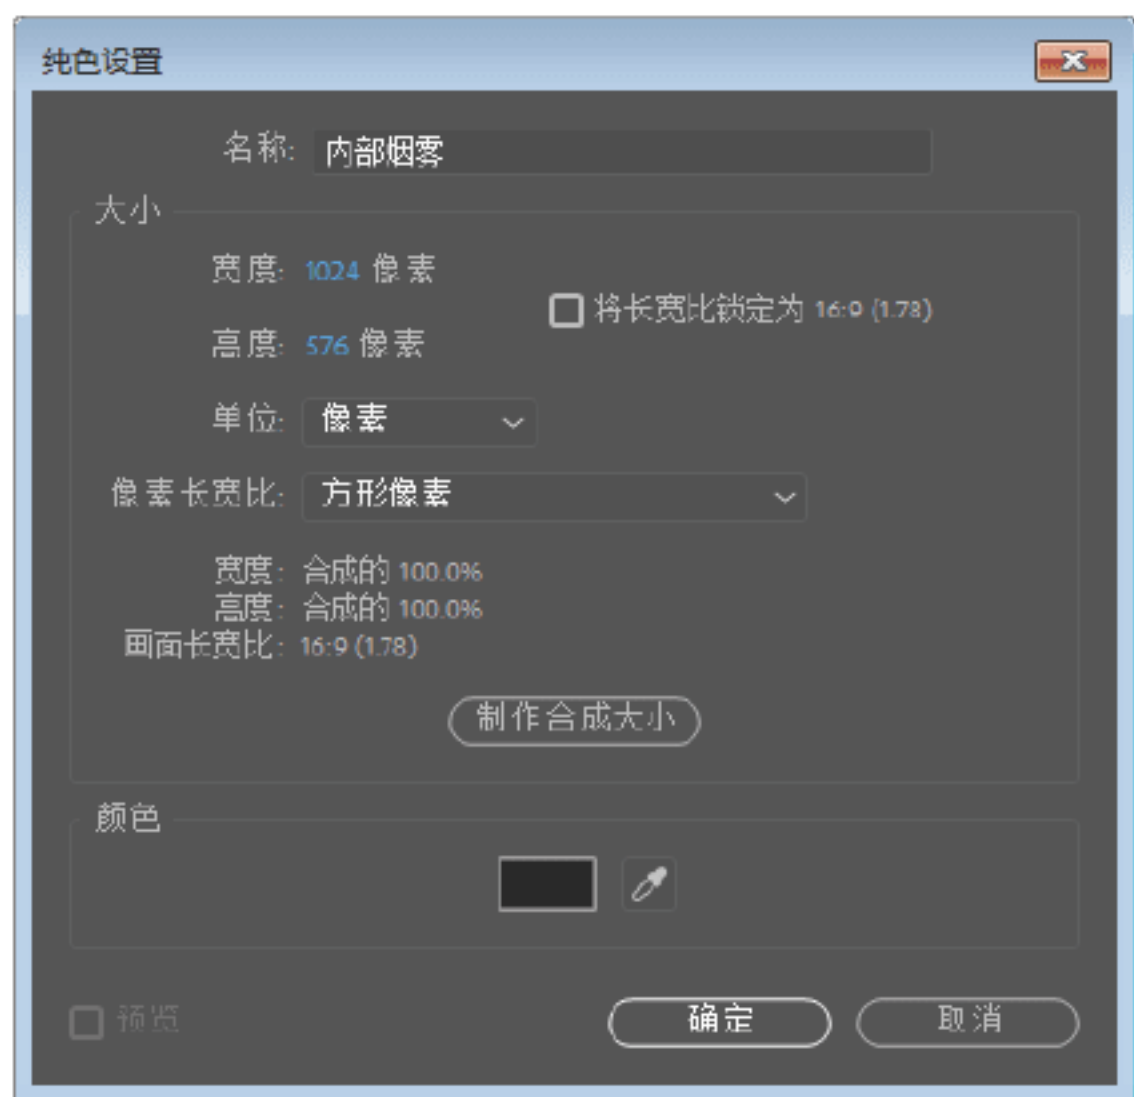 纯色设置
名称: 内部烟雾
大小
宽度: 1024 像素
将长宽比锁定为 16:9 (1.78)
高度: 576 像素
单位: 像素
像素长宽比: 方形像素
宽度: 合成的 100.0%
高度: 合成的 100.0%
画面长宽比: 16:9 (1.78)
制作合成大小
颜色
预览
确定
取消